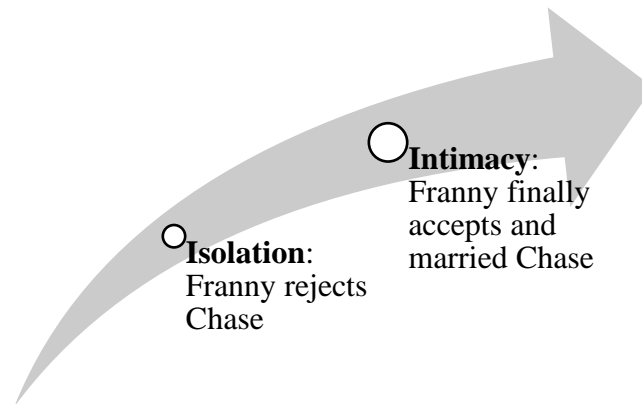 Intimacy:
Franny finally
accepts and
married Chase
Isolation:
Franny rejects
Chase